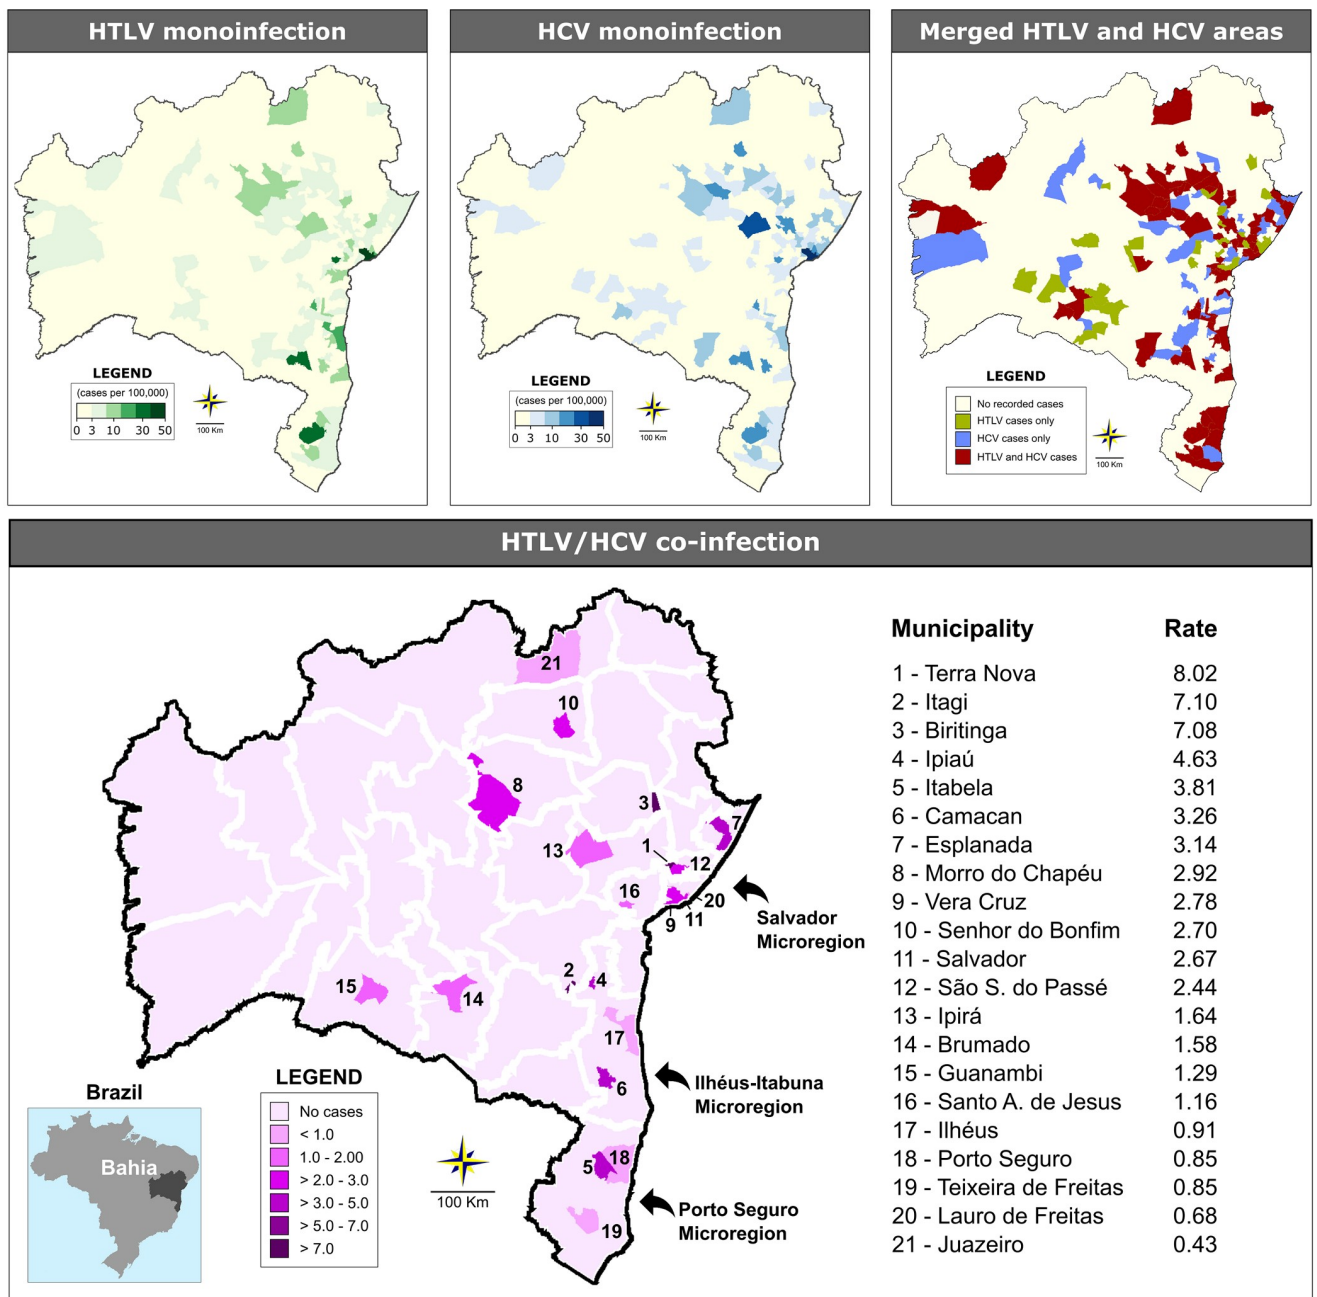 HTLV monoinfection
LEGEND
(cases per 100,000)
0 3 10 30 50
100 Km
HCV monoinfection
LEGEND
(cases per 100,000)
0 3 10 30 50
100 Km
Merged HTLV and HCV areas
LEGEND
No recorded cases
HTLV cases only
HCV cases only
HTLV and HCV cases
100 Km
HTLV/HCV co-infection
21
10
8
3
7
13
1
12
16
20
9
11
Salvador
Microregion
2
4
15
14
17
6
Ilhéus-Itabuna
Microregion
5
18
19
Porto Seguro
Microregion
Brazil
Bahia
LEGEND
No cases
< 1.0
1.0 - 2.00
> 2.0 - 3.0
> 3.0 - 5.0
> 5.0 - 7.0
> 7.0
100 Km
Municipality Rate
1 - Terra Nova 8.02
2 - Itagi 7.10
3 - Biritinga 7.08
4 - Ipiaú 4.63
5 - Itabela 3.81
6 - Camacan 3.26
7 - Esplanada 3.14
8 - Morro do Chapéu 2.92
9 - Vera Cruz 2.78
10 - Senhor do Bonfim 2.70
11 - Salvador 2.67
12 - São S. do Passé 2.44
13 - Ipirá 1.64
14 - Brumado 1.58
15 - Guanambi 1.29
16 - Santo A. de Jesus 1.16
17 - Ilhéus 0.91
18 - Porto Seguro 0.85
19 - Teixeira de Freitas 0.85
20 - Lauro de Freitas 0.68
21 - Juazeiro 0.43